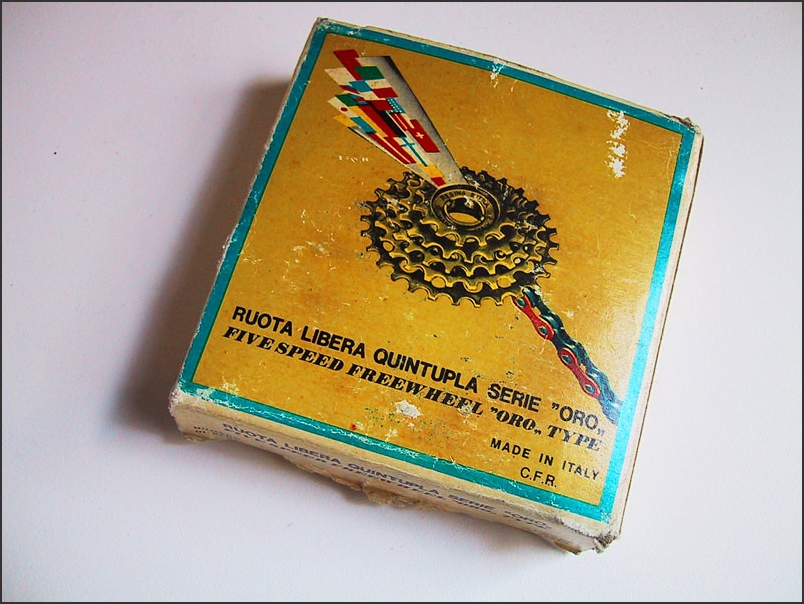 RUOTA LIBERA QUINTUPLA SERIE "ORO„
FIVE SPEED FREEWHEEL "ORO„ TYPE
MADE IN ITALY
C.F.R.
RUOTA LIBERA QUINTUPLA SERIE "ORO"